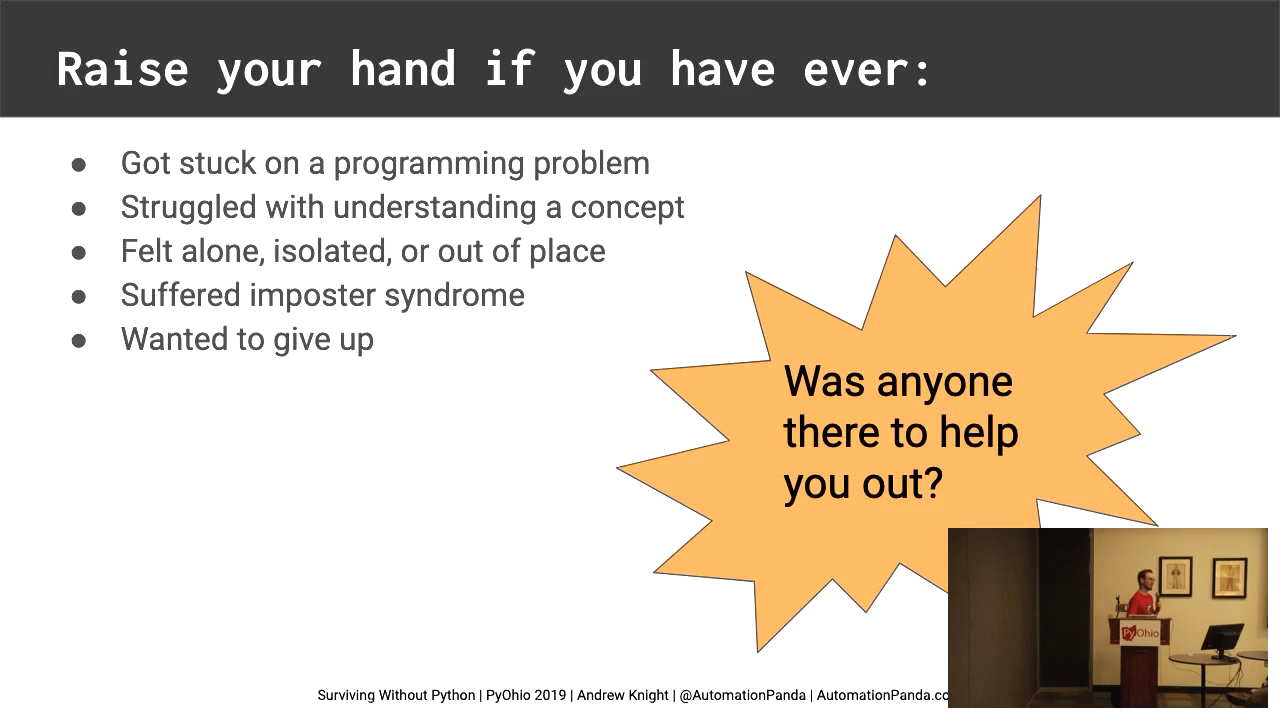 Raise your hand if you have ever:
● Got stuck on a programming problem
● Struggled with understanding a concept
● Felt alone, isolated, or out of place
● Suffered imposter syndrome
● Wanted to give up
Was anyone
there to help
you out?
PyOhio
Surviving Without Python | PyOhio 2019 | Andrew Knight | @AutomationPanda | AutomationPanda.co